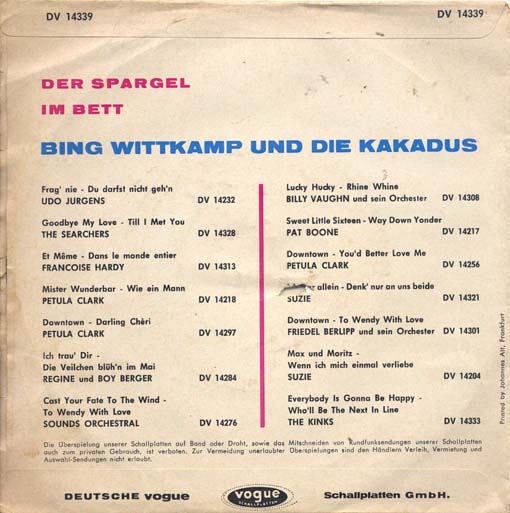 DV 14339
DV 14339
DER SPARGEL
IM BETT
BING WITTKAMP UND DIE KAKADUS
Frag' nie - Du darfst nicht geh'n
UDO JURGENS DV 14232
Goodbye My Love - Till I Met You
THE SEARCHERS DV 14328
Et Même - Dans le monde entier
FRANCOISE HARDY DV 14313
Mister Wunderbar - Wie ein Mann
PETULA CLARK DV 14218
Downtown - Darling Chèri
PETULA CLARK DV 14297
Ich trau' Dir -
Die Veilchen blüh'n im Mai
REGINE und BOY BERGER DV 14284
Cast Your Fate To The Wind -
To Wendy With Love
SOUNDS ORCHESTRAL DV 14276
Lucky Hucky - Rhine Whine
BILLY VAUGHN und sein Orchester DV 14308
Sweet Little Sixteen - Way Down Yonder
PAT BOONE DV 14217
Downtown - You'd Better Love Me
PETULA CLARK DV 14256
allein - Denk' nur an uns beide
SUZIE DV 14321
Downtown - To Wendy With Love
FRIEDEL BERLIPP und sein Orchester DV 14301
Max und Moritz -
Wenn ich mich einmal verliebe
SUZIE DV 14204
Everybody Is Gonna Be Happy -
Who'll Be The Next In Line
THE KINKS DV 14333
Printed by Johannes Alt, Frankfurt
Die Überspielung unserer Schallplatten auf Band oder Draht, sowie das Mitschneiden von Rundfunksendungen unserer Schallplatten
auch zum privaten Gebrauch, ist verboten. Zur Vermeidung unerlaubter Überspielungen sind den Händlern Verleih, Vermietung und
Auswahl-Sendungen nicht erlaubt.
DEUTSCHE vogue
vogue
SCHALLPLATTEN
Schallplatten GmbH.